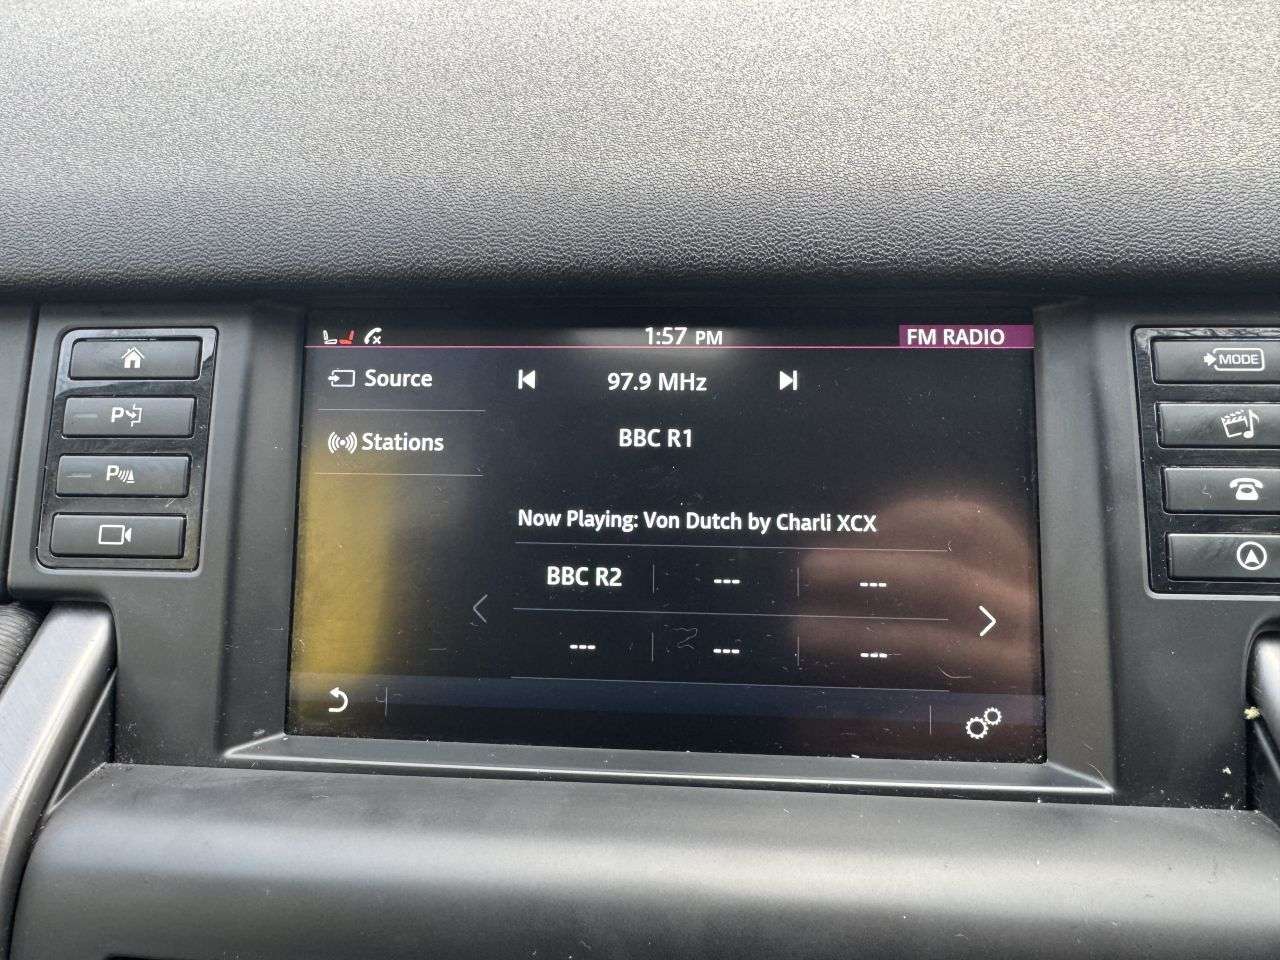 1:57 PM
FM RADIO
Source
97.9 MHz
MODE
Stations
BBC R1
P
P
Now Playing: Von Dutch by Charli XCX
BBC R2
---
---
---
---
---